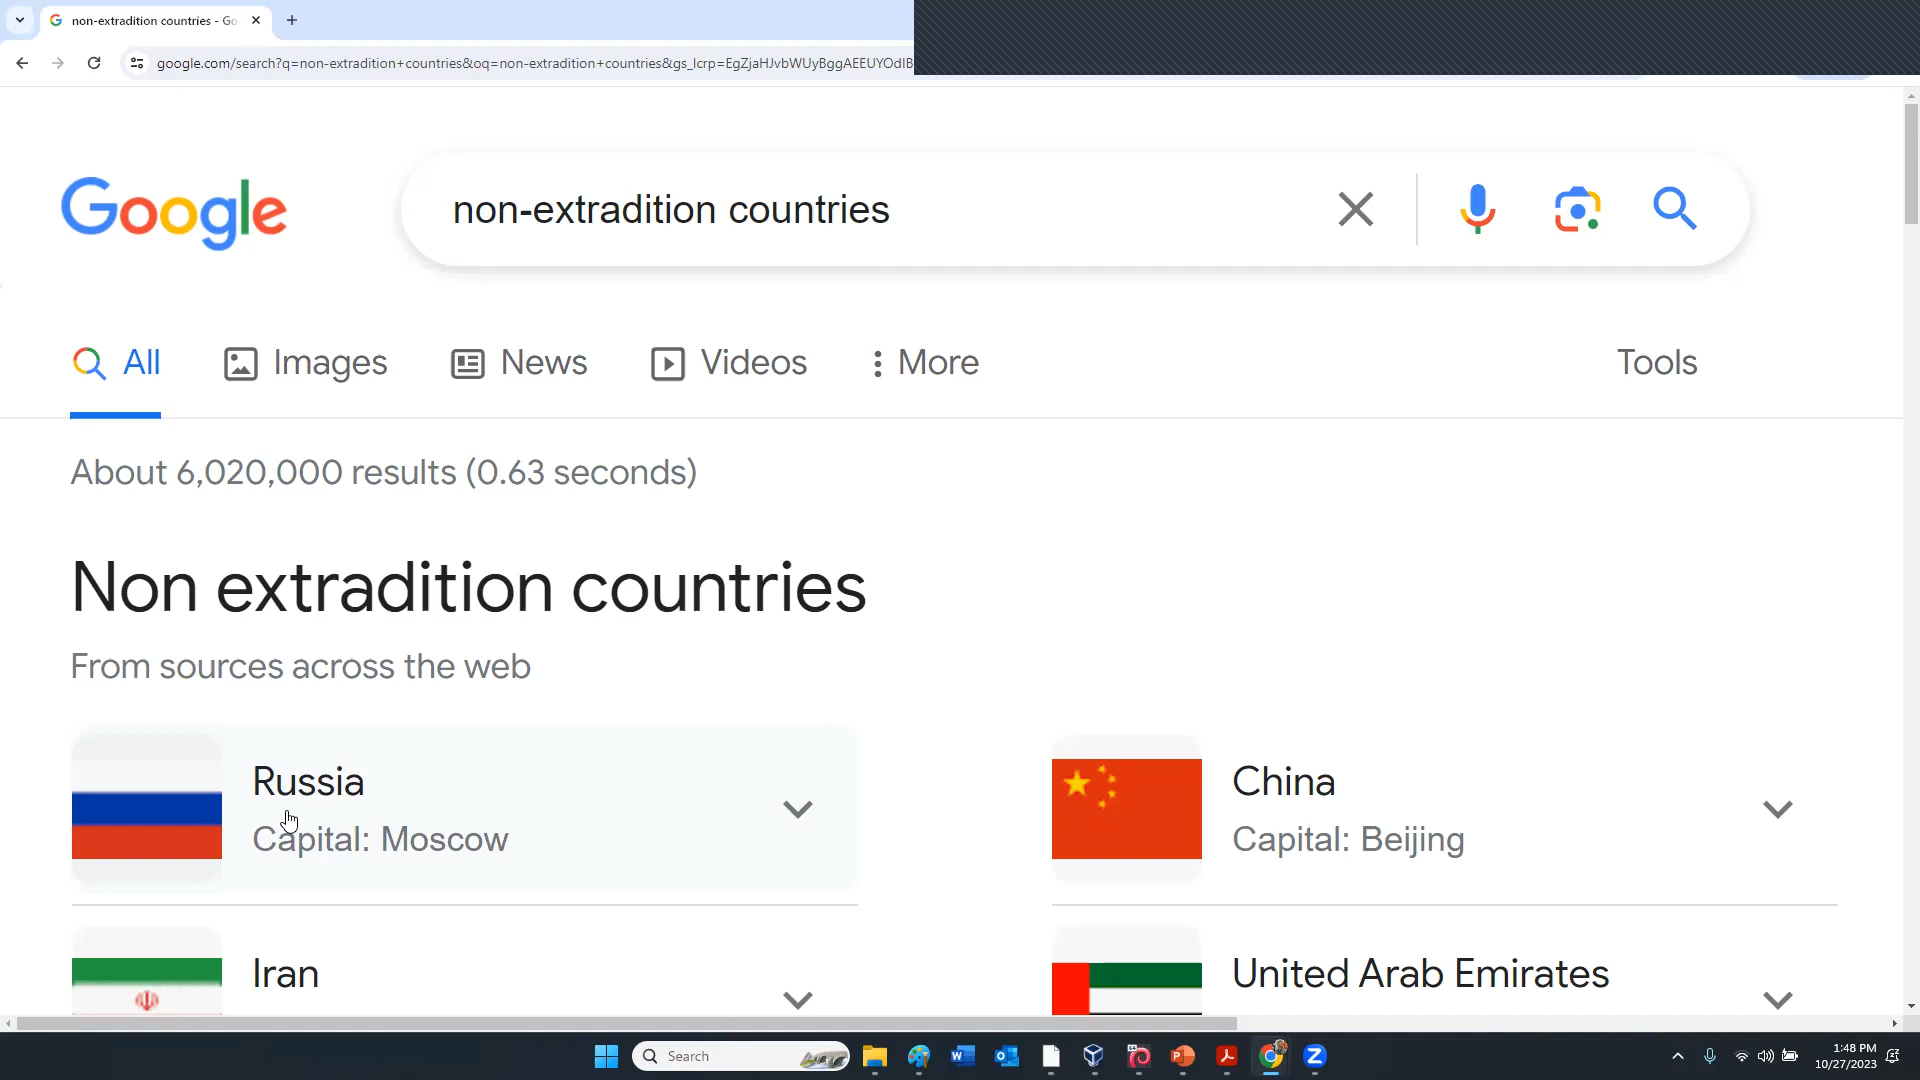 non-extradition countries - Go
google.com/search?q=non-extradition+countries&oq=non-extradition+countries&gs_lcrp=EgZjaHJvbWUyBggAEEUYOdIB
Google
non-extradition countries
All Images News Videos More Tools
About 6,020,000 results (0.63 seconds)
Non extradition countries
From sources across the web
Russia
Capital: Moscow
China
Capital: Beijing
Iran
United Arab Emirates
Search
1:48 PM
10/27/2023